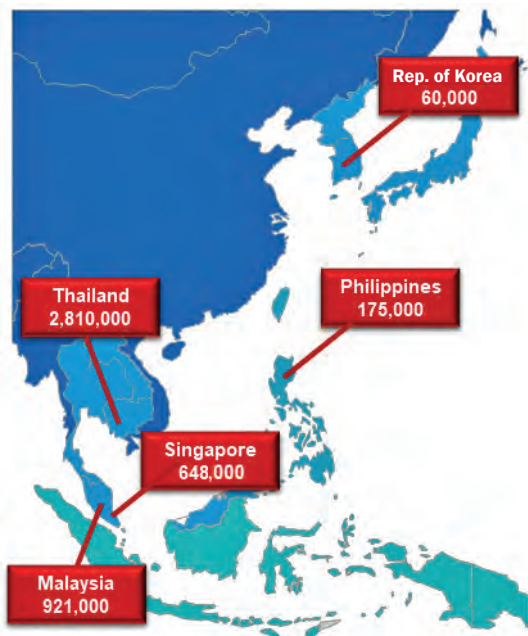 Rep. of Korea
60,000
Thailand
2,810,000
Philippines
175,000
Singapore
648,000
Malaysia
921,000